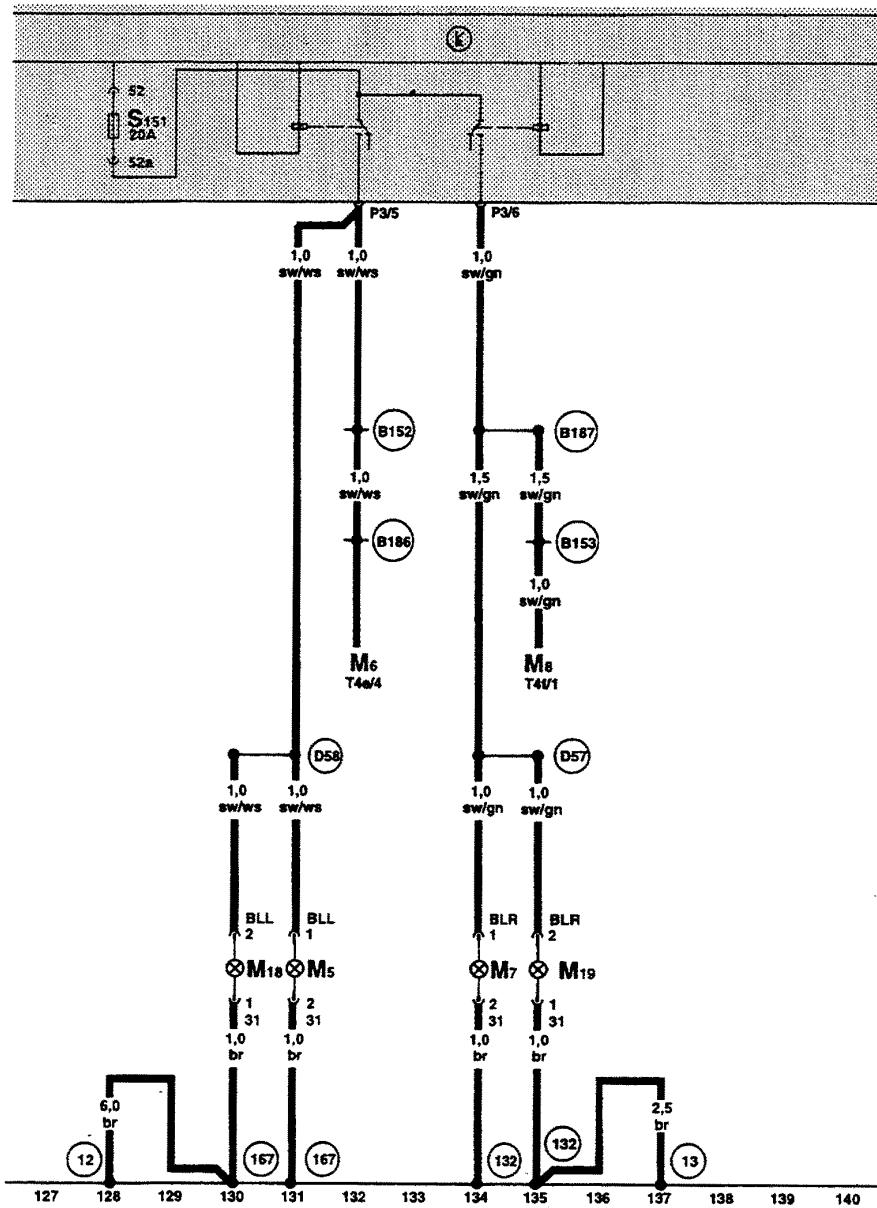 K
52
S151
20A
52a
P3/5
P3/6
1,0 1,0 1,0
sw/ws sw/ws sw/gn
B152
B187
1,0 1,5 1,5
sw/ws sw/gn sw/gn
B186
B153
1,0
sw/gn
M6
T4e/4
M8
T4f/1
D58
D57
1,0 1,0 1,0 1,0
sw/ws sw/ws sw/gn sw/gn
BLL BLL BLR BLR
2 1 1 2
M18 M5 M7 M19
1 2 2 1
31 31 31 31
1,0 1,0 1,0 1,0
br br br br
6,0
br
2,5
br
12 167 167 132 132 13
127 128 129 130 131 132 133 134 135 136 137 138 139 140